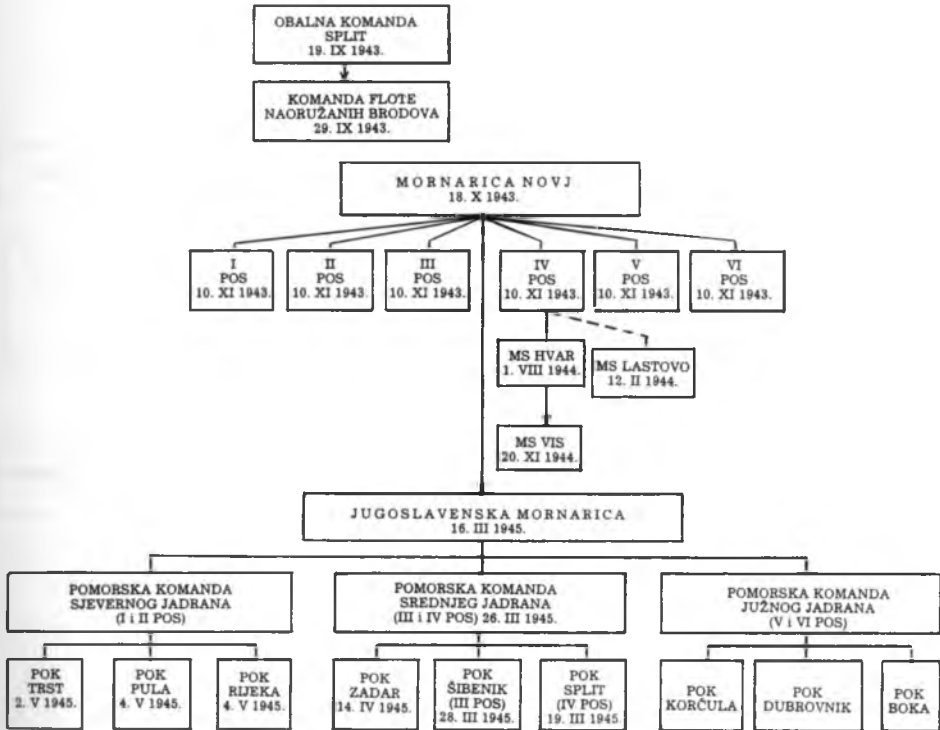 OBALNA KOMANDA
SPLIT
19. IX 1943.
KOMANDA FLOTE
NAORUŽANIH BRODOVA
29. IX 1943.
MORNARICA NOVJ
18. X 1943.
I
POS
10. XI 1943.
II
POS
10. XI 1943.
III
POS
10. XI 1943.
IV
POS
10. XI 1943.
V
POS
10. XI 1943.
VI
POS
10. XI 1943.
MS HVAR
1. VIII 1944.
MS LASTOVO
12. II 1944.
MS VIS
20. XI 1944.
JUGOSLAVENSKA MORNARICA
16. III 1945.
POMORSKA KOMANDA
SJEVERNOG JADRANA
(I i II POS)
POMORSKA KOMANDA
SREDNJEG JADRANA
(III i IV POS) 26. III 1945.
POMORSKA KOMANDA
JUŽNOG JADRANA
(V i VI POS)
POK
TRST
2. V 1945.
POK
PULA
4. V 1945.
POK
RIJEKA
4. V 1945.
POK
ZADAR
14. IV 1945.
POK
ŠIBENIK
(III POS)
28. III 1945.
POK
SPLIT
(IV POS)
19. III 1945.
POK
KORČULA
POK
DUBROVNIK
POK
BOKA